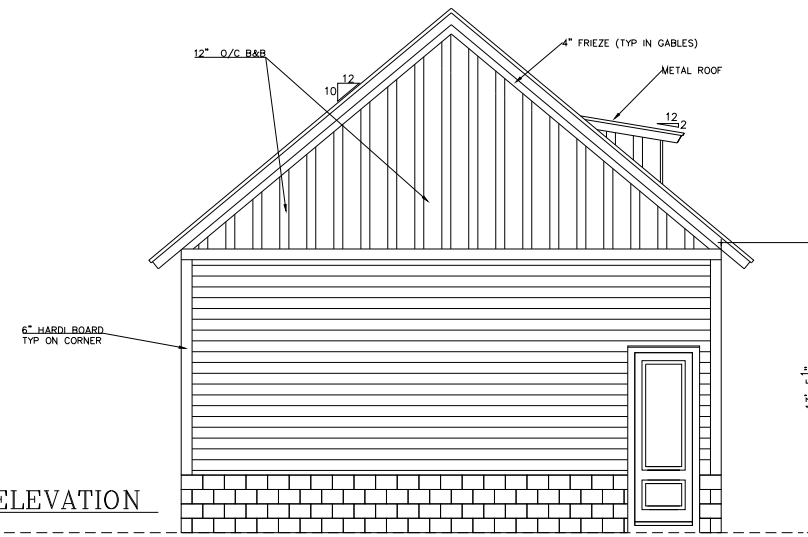 4" FRIEZE (TYP IN GABLES)
12" O/C B&B
METAL ROOF
12
10
12
2
6" HARDI BOARD
TYP ON CORNER
ELEVATION